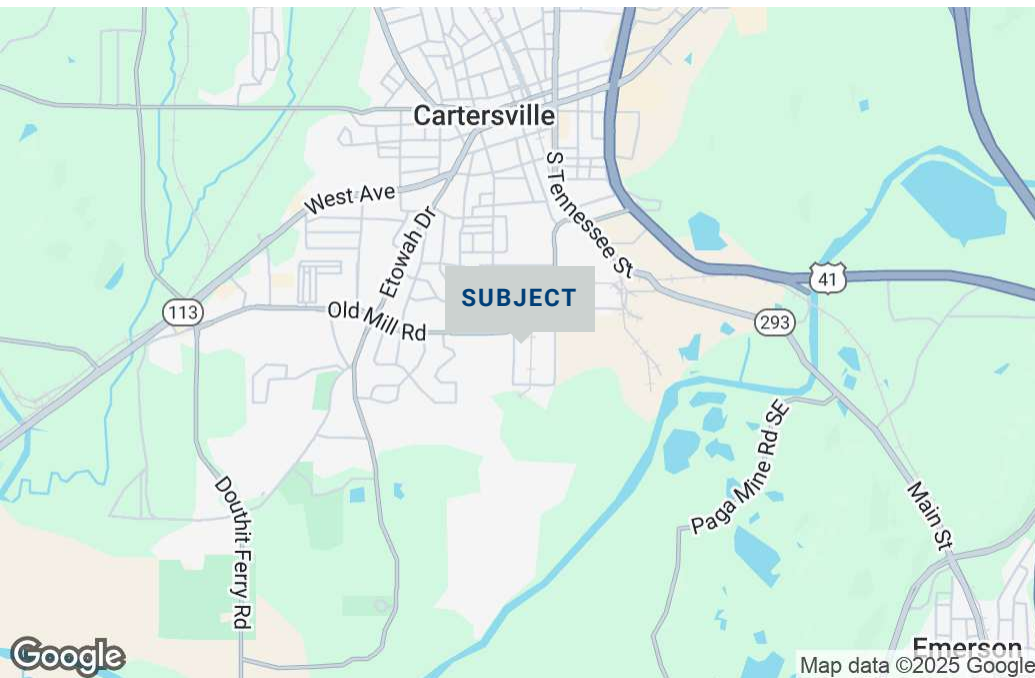 Cartersville
S Tennessee St
West Ave
Etowah Dr
SUBJECT
41
113
Old Mill Rd
293
Paga Mine Rd SE
Douthit Ferry Rd
Main St
Emerson
Google
Map data ©2025 Google